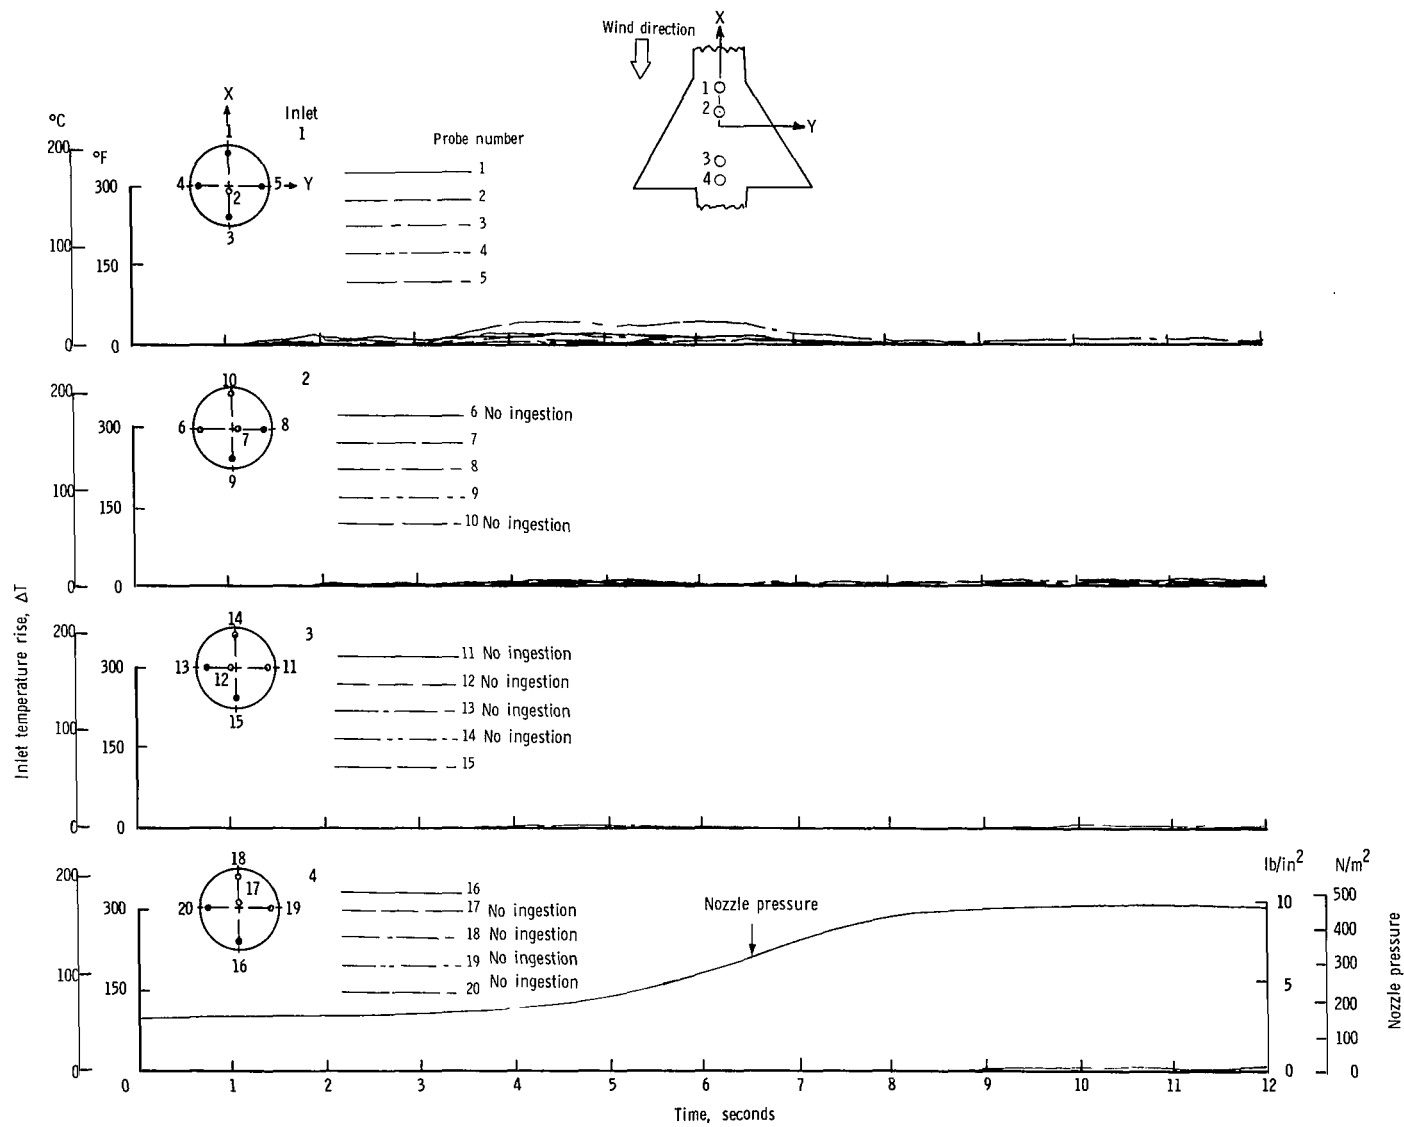 X
Wind direction
1
2
Y
3
4
X
Inlet
1
1
°C
Probe number
200
°F
1
300
4
5
Y
2
2
3
3
100
4
150
5
0
0
10
2
200
6 No ingestion
300
6
8
7
7
8
9
9
100
150
10 No ingestion
0
0
Inlet temperature rise, ΔT
14
3
200
11 No ingestion
300
13
11
12
12 No ingestion
13 No ingestion
15
14 No ingestion
100
150
15
0
0
18
4
lb/in2
N/m2
200
17
16
10
500
300
20
19
17 No ingestion
Nozzle pressure
400
18 No ingestion
16
19 No ingestion
300
100
150
20 No ingestion
5
200
Nozzle pressure
100
0
0
0
0 1 2 3 4 5 6 7 8 9 10 11 12
Time, seconds